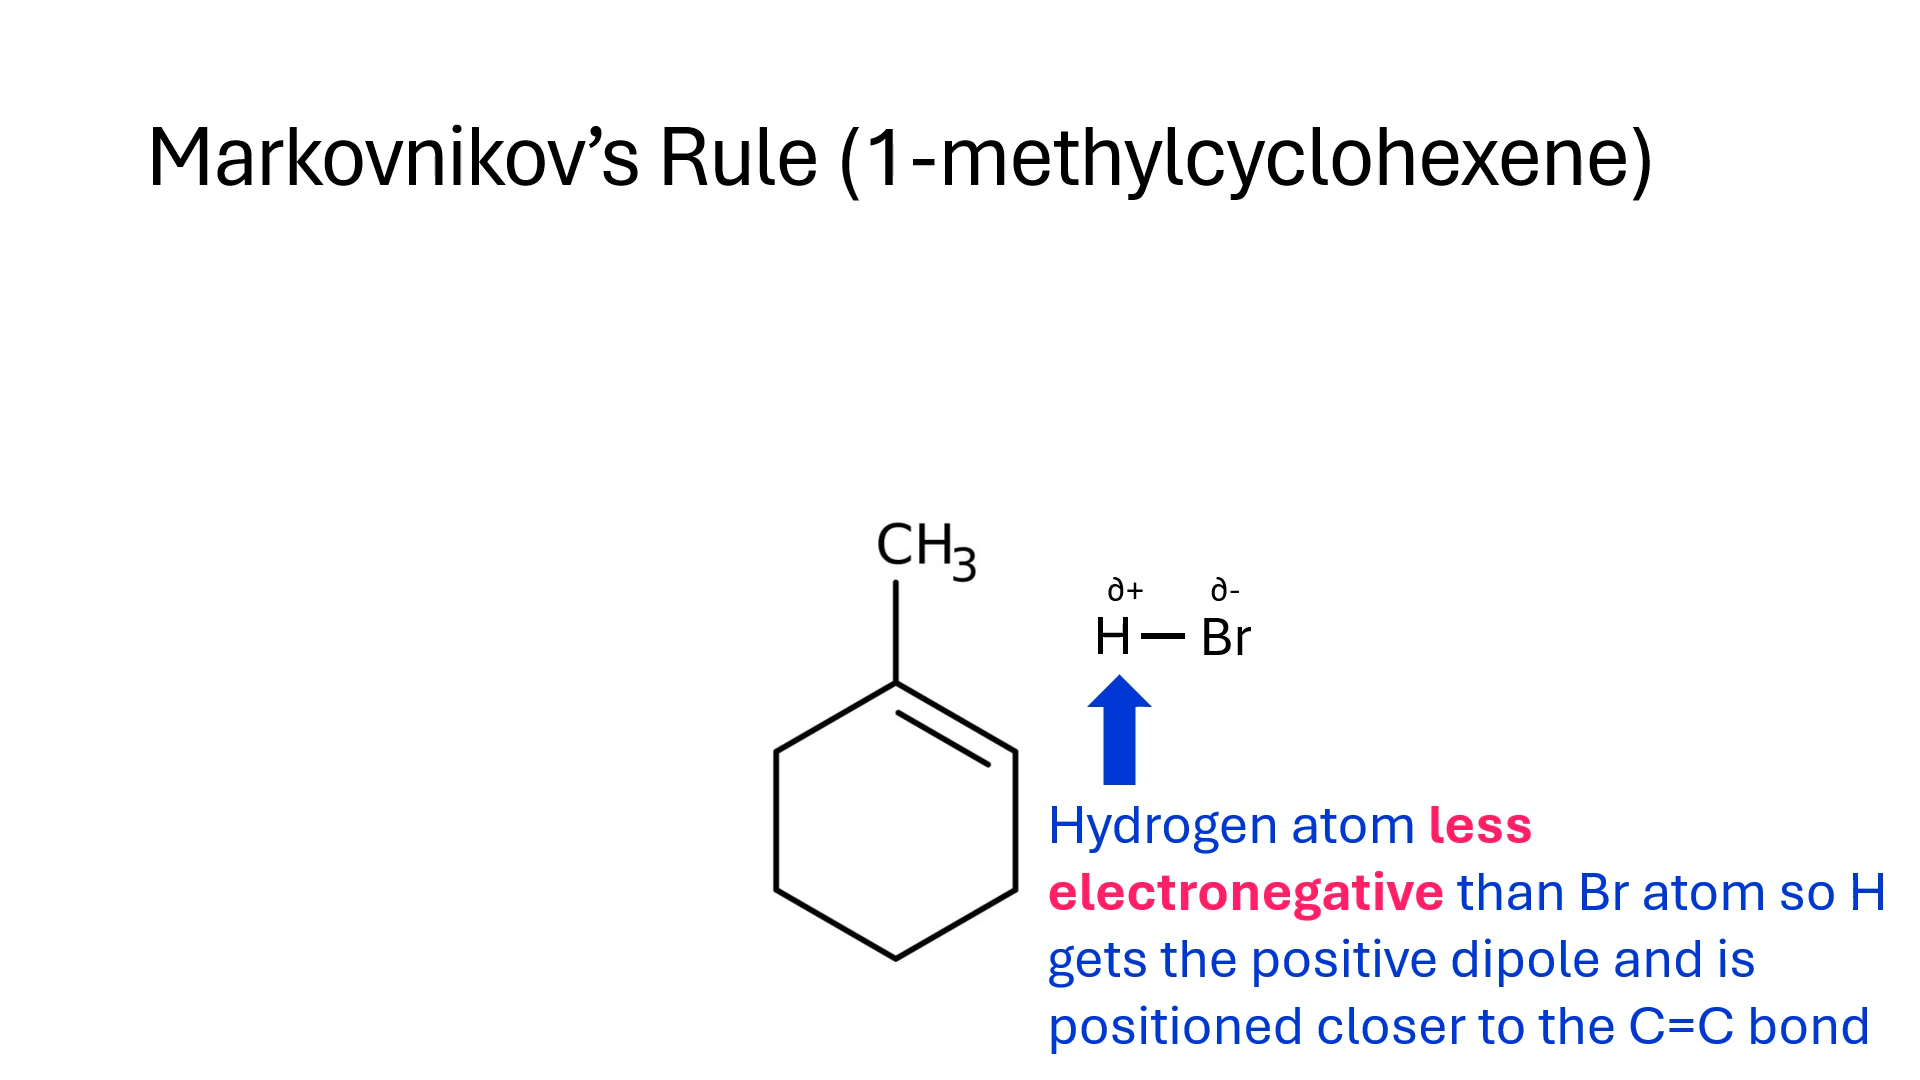 Markovnikov’s Rule (1-methylcyclohexene)
CH3
∂+ ∂-
H — Br
Hydrogen atom less
electronegative than Br atom so H
gets the positive dipole and is
positioned closer to the C=C bond